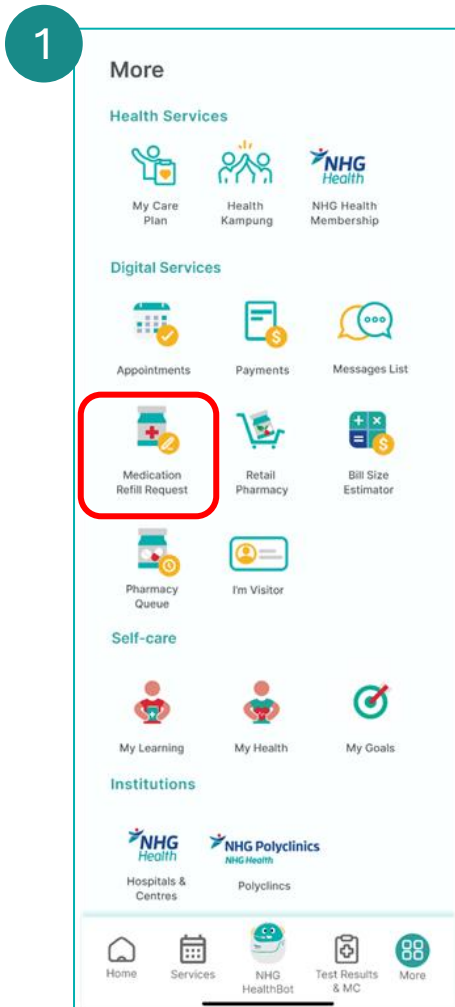 1
More
Health Services
NHG
Health
My Care
Plan
Health
Kampung
NHG Health
Membership
Digital Services
Appointments
Payments
Messages List
Medication
Refill Request
Retail
Pharmacy
Bill Size
Estimator
Pharmacy
Queue
I'm Visitor
Self-care
My Learning
My Health
My Goals
Institutions
NHG
Health
NHG Polyclinics
NHG Health
Hospitals &
Centres
Polyclincs
Home
Services
NHG
HealthBot
Test Results
& MC
More